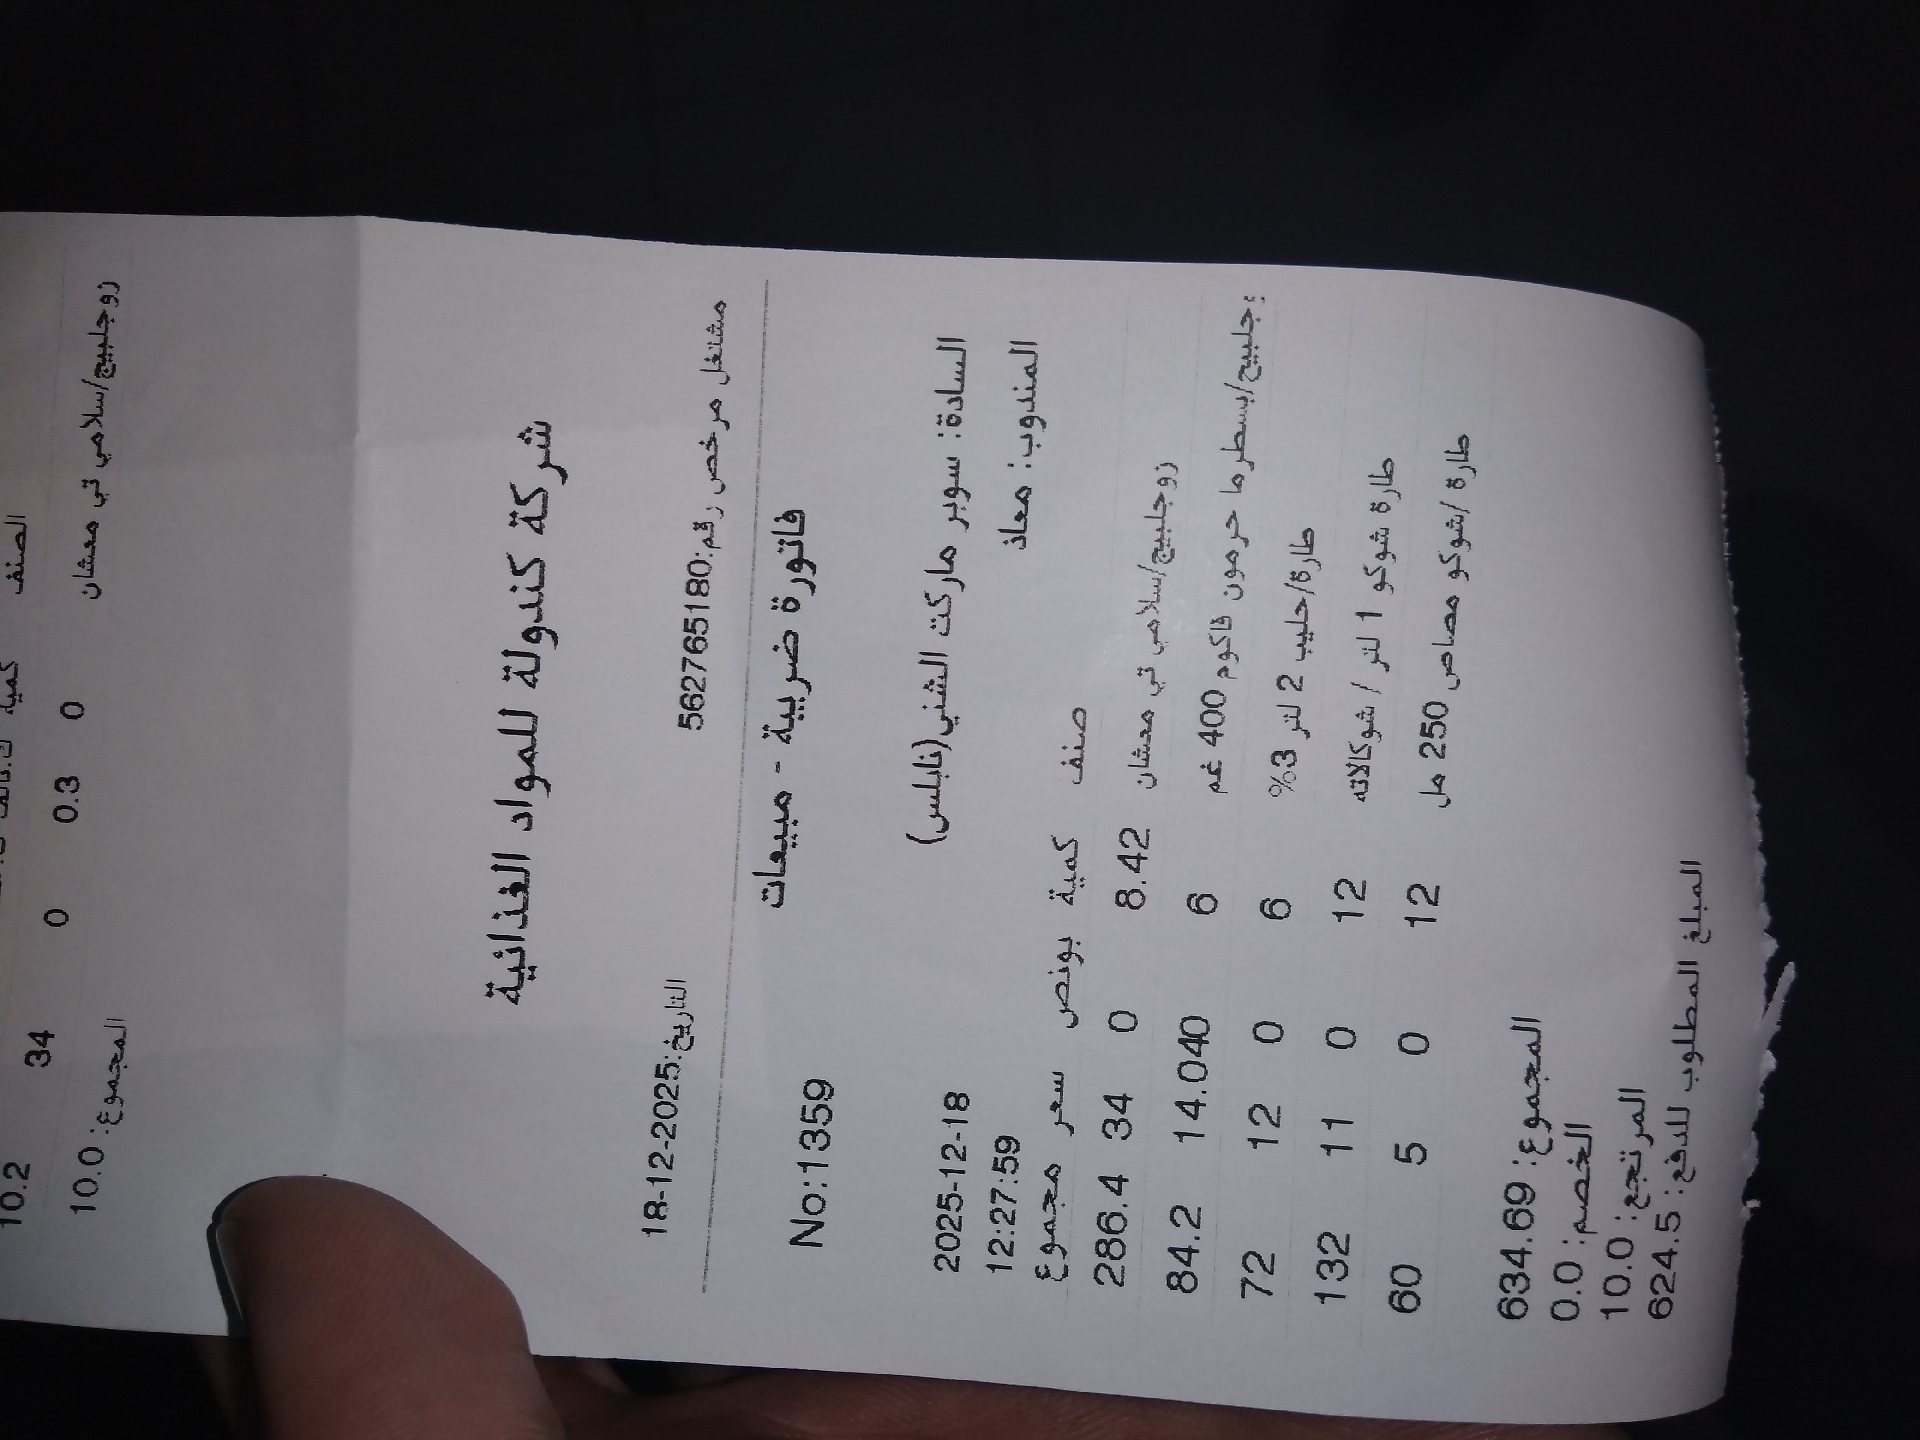 الصنف كمية
10.2 34 0 0.3 0 زوجلبيج/سلامي تي معشان
المجموع: 10.0
شركة كندولة للمواد الغذائية
مشتغل مرخص رقم:562765180 التاريخ:18-12-2025
فاتورة ضريبية - مبيعات No:1359
السادة: سوبر ماركت الشني(نابلس) 2025-12-18
المندوب: معاذ 12:27:59
صنف كمية بونص سعر مجموع
زوجلبيج/سلامي تي معشان 8.42 0 34 286.4
جلبيج/بسطرما حرمون فاكوم 400 غم 6 14.040 84.2
طارة/حليب 2 لتر 3% 6 0 12 72
طارة شوكو 1 لتر / شوكالاته 12 0 11 132
طارة /شوكو مصاص 250 مل 12 0 5 60
المجموع: 634.69
الخصم: 0.0
المرتجع: 10.0
المبلغ المطلوب للدفع: 624.5